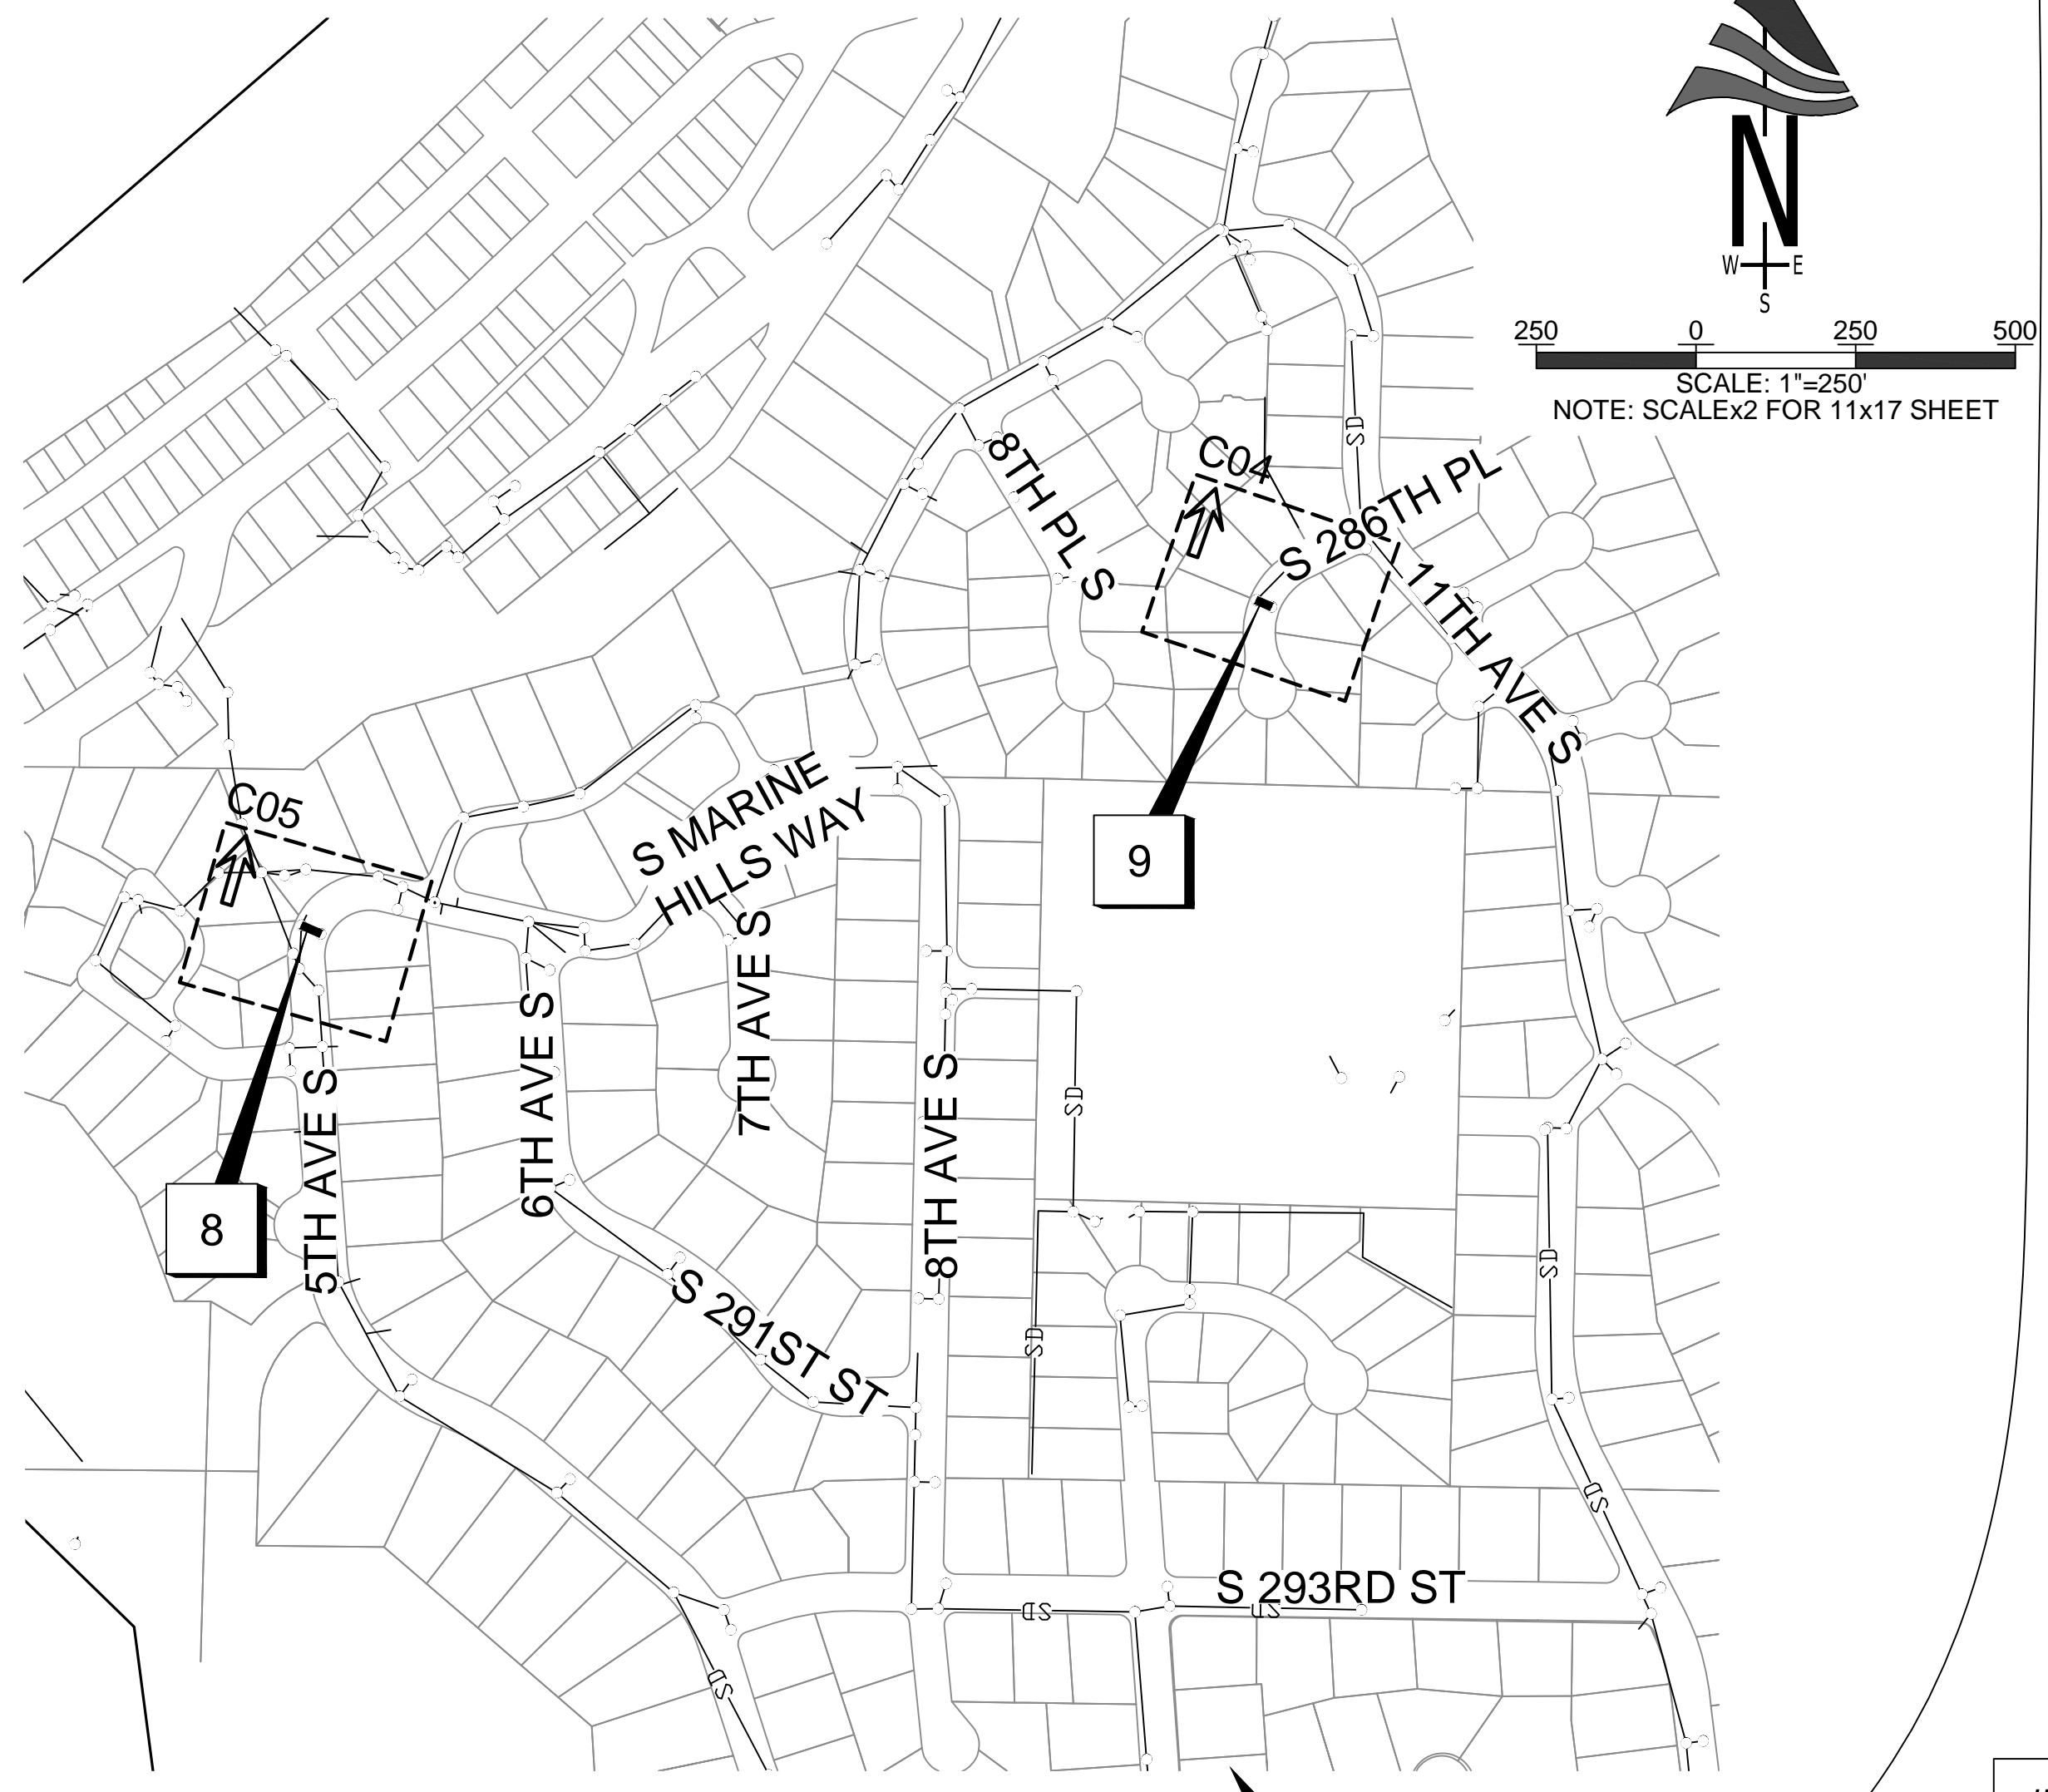 N
W E
S
250 0 250 500
SCALE: 1"=250'
NOTE: SCALEx2 FOR 11x17 SHEET
8TH PL S
C04
SD
S 286TH PL
11TH AVE S
9
C05
S MARINE
HILLS WAY
8
5TH AVE S
6TH AVE S
7TH AVE S
8TH AVE S
SD
SD
SD
S 291ST ST
SD
S 293RD ST
SD
SD
SD